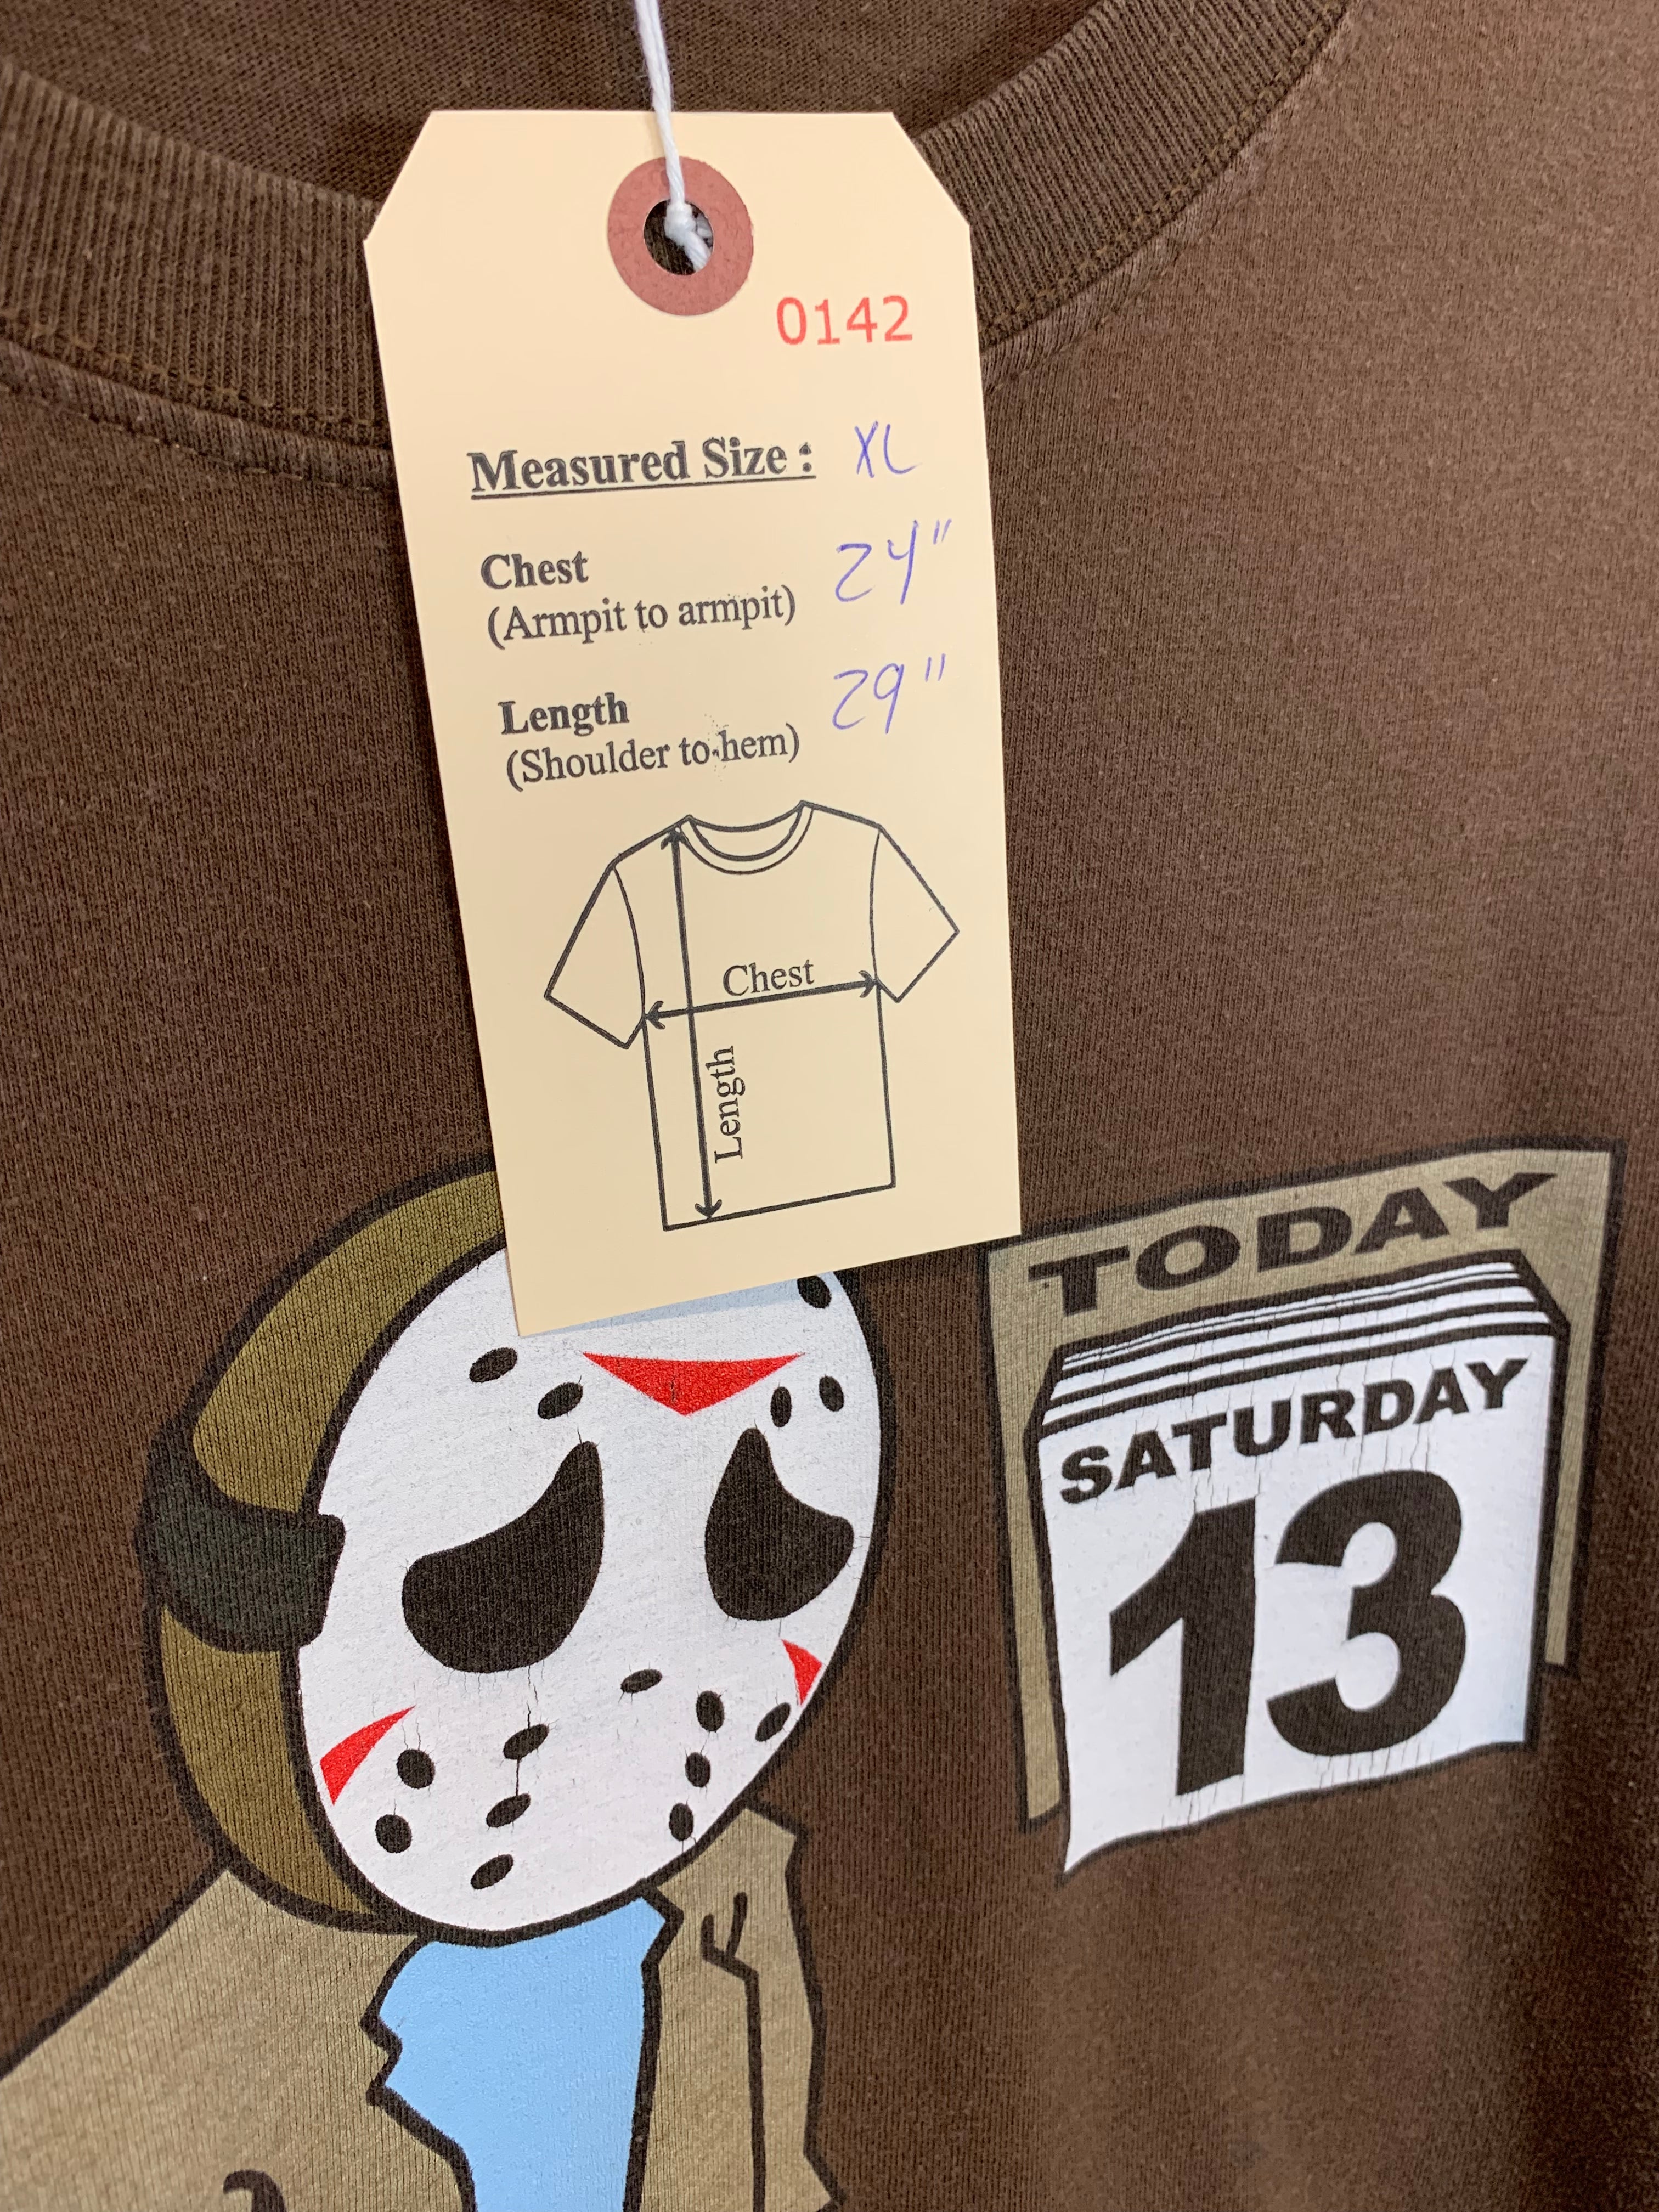 0142
Measured Size : XL
Chest 24"
(Armpit to armpit)
Length 29"
(Shoulder to hem)
Chest
Length
TODAY
SATURDAY
13